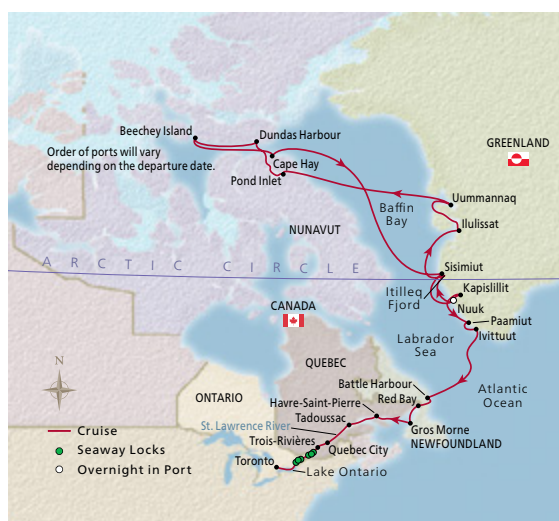 Beechey Island
Dundas Harbour
Order of ports will vary
depending on the departure date.
Cape Hay
Pond Inlet
GREENLAND
Uummannaq
Baffin
Bay
Ilulissat
NUNAVUT
ARCTIC CIRCLE
Sisimiut
Itilleq
Fjord
Kapisillit
Nuuk
CANADA
Paamiut
Ivittuut
Labrador
Sea
QUEBEC
N
Battle Harbour
Atlantic
Ocean
ONTARIO
Havre-Saint-Pierre
Red Bay
Tadoussac
St. Lawrence River
Gros Morne
NEWFOUNDLAND
Cruise
Trois-Rivières
Quebec City
Seaway Locks
Toronto
Lake Ontario
Overnight in Port